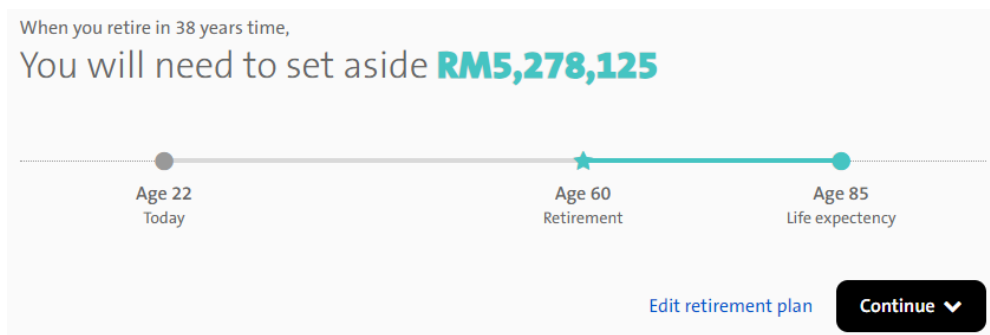 When you retire in 38 years time,
You will need to set aside RM5,278,125
Age 22
Today
Age 60
Retirement
Age 85
Life expectency
Edit retirement plan
Continue